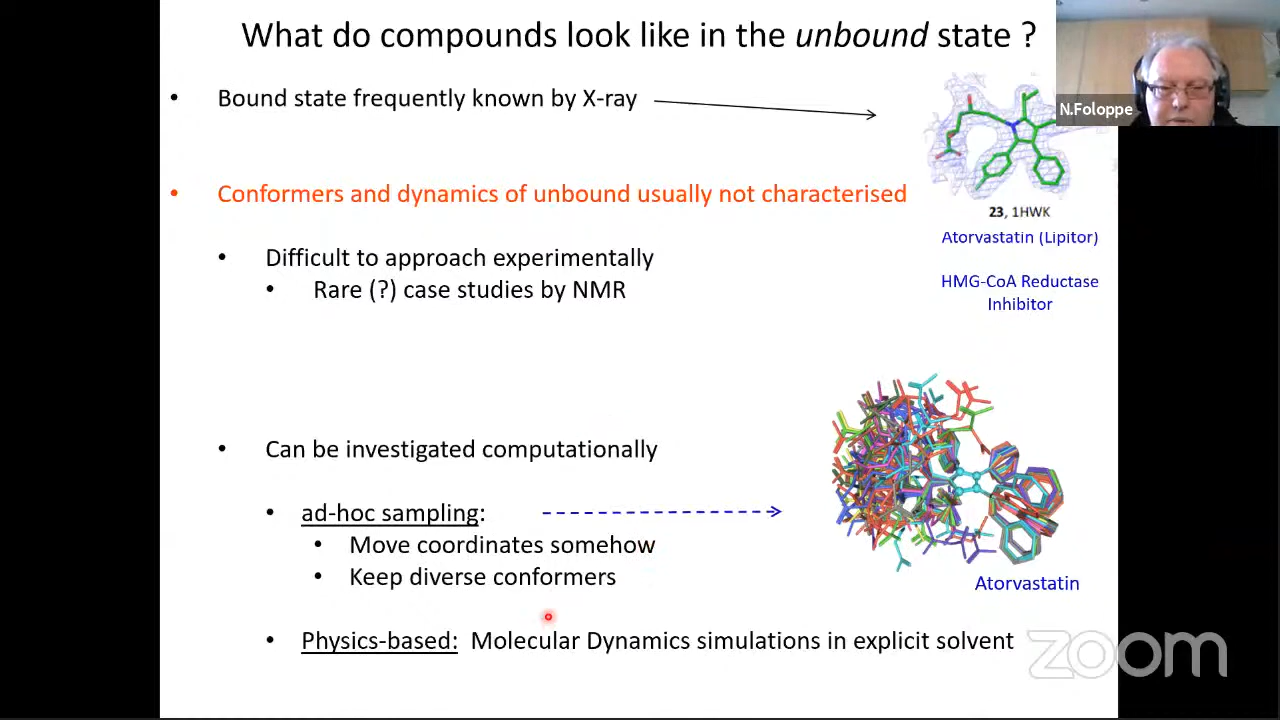 What do compounds look like in the unbound state ?
• Bound state frequently known by X-ray
N.Foloppe
23, 1HWK
Atorvastatin (Lipitor)
HMG-CoA Reductase
Inhibitor
• Conformers and dynamics of unbound usually not characterised
• Difficult to approach experimentally
• Rare (?) case studies by NMR
• Can be investigated computationally
• ad-hoc sampling:
• Move coordinates somehow
• Keep diverse conformers
Atorvastatin
• Physics-based: Molecular Dynamics simulations in explicit solvent
zoom